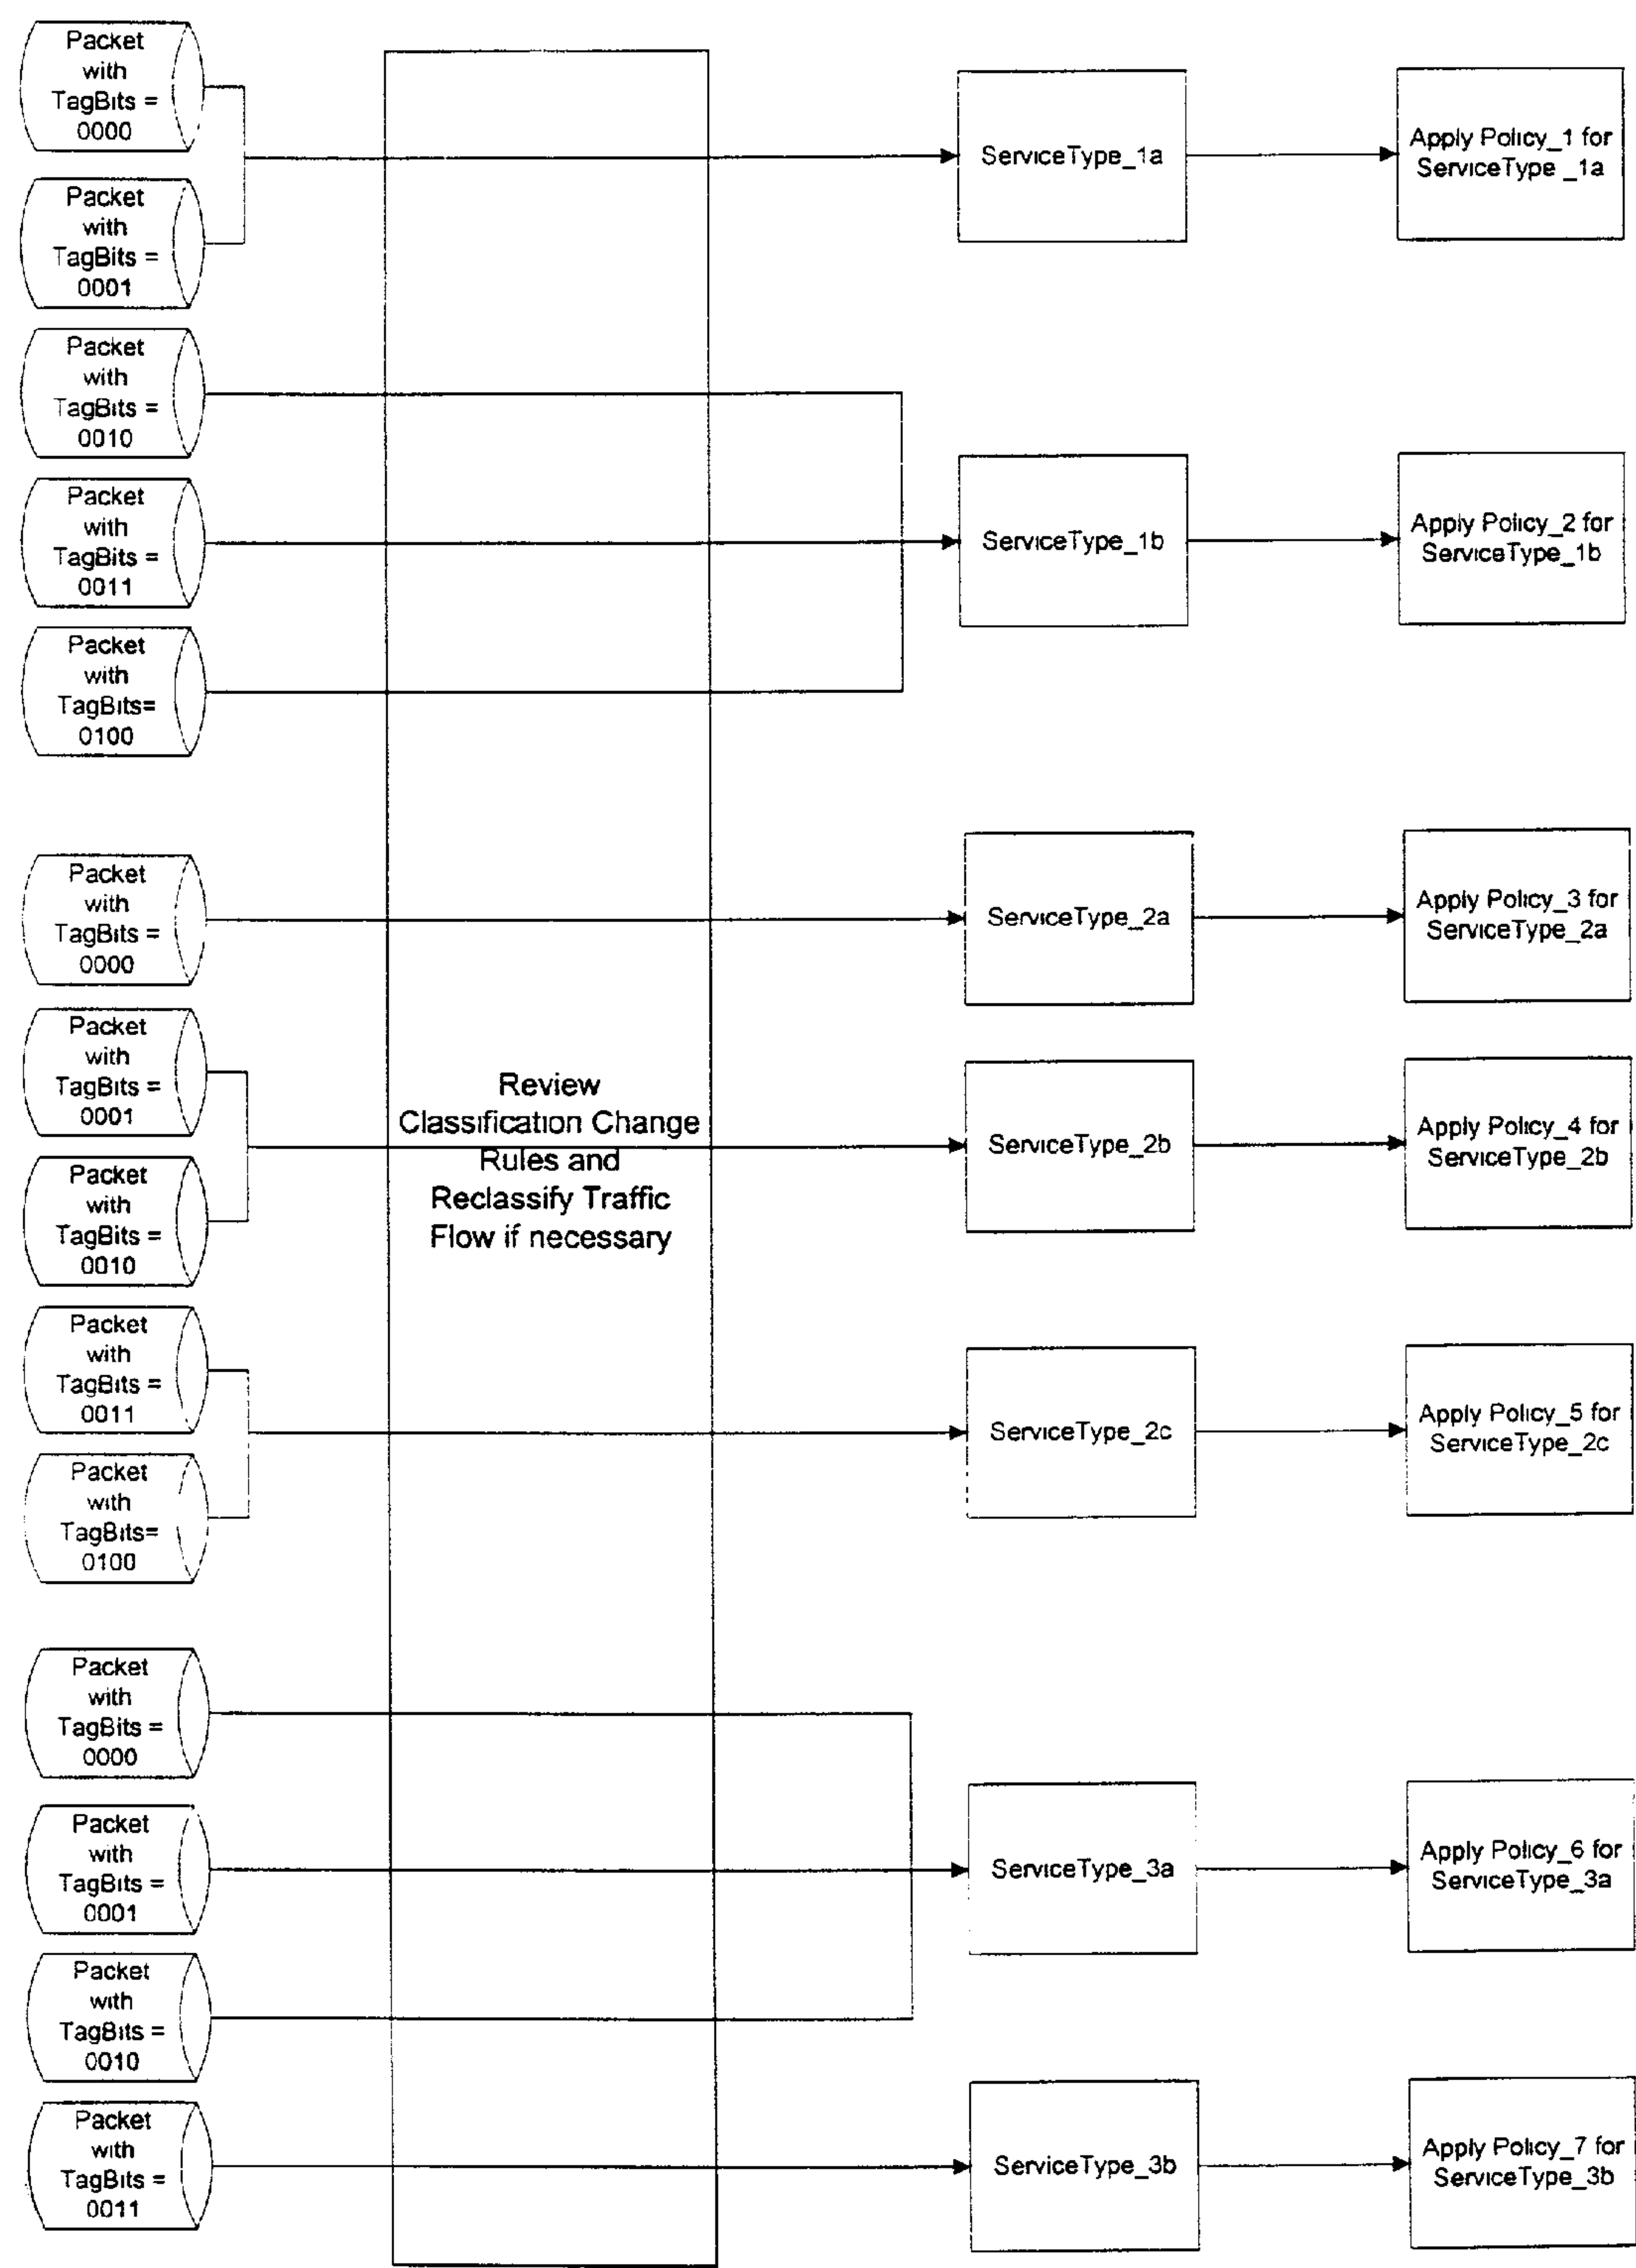 Packet
with
TagBits =
0000
Packet
with
TagBits =
0001
ServiceType_1a
Apply Policy_1 for
ServiceType _1a
Packet
with
TagBits =
0010
Packet
with
TagBits =
0011
Packet
with
TagBits=
0100
ServiceType_1b
Apply Policy_2 for
ServiceType_1b
Packet
with
TagBits =
0000
ServiceType_2a
Apply Policy_3 for
ServiceType_2a
Packet
with
TagBits =
0001
Packet
with
TagBits =
0010
Review
Classification Change
Rules and
Reclassify Traffic
Flow if necessary
ServiceType_2b
Apply Policy_4 for
ServiceType_2b
Packet
with
TagBits =
0011
Packet
with
TagBits=
0100
ServiceType_2c
Apply Policy_5 for
ServiceType_2c
Packet
with
TagBits =
0000
Packet
with
TagBits =
0001
Packet
with
TagBits =
0010
ServiceType_3a
Apply Policy_6 for
ServiceType_3a
Packet
with
TagBits =
0011
ServiceType_3b
Apply Policy_7 for
ServiceType_3b